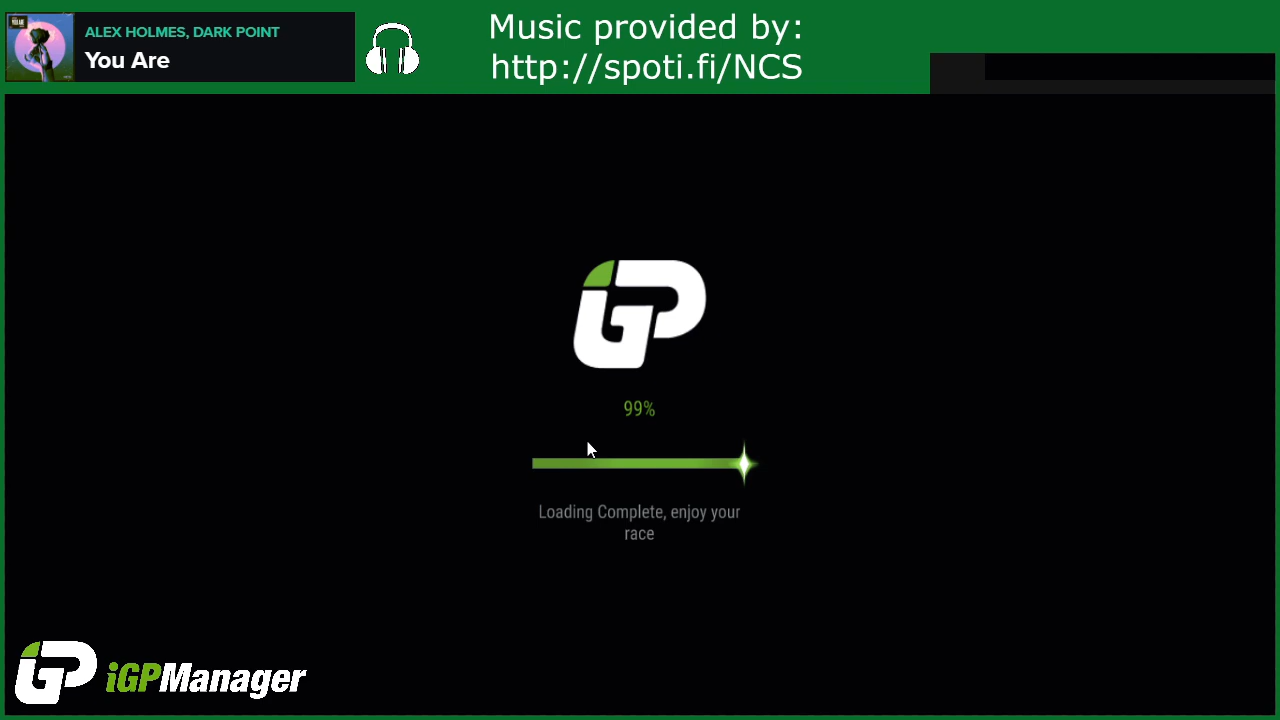 ALEX HOLMES, DARK POINT
You Are
Music provided by:
http://spoti.fi/NCS
iGP
99%
Loading Complete, enjoy your
race
iGP iGPManager